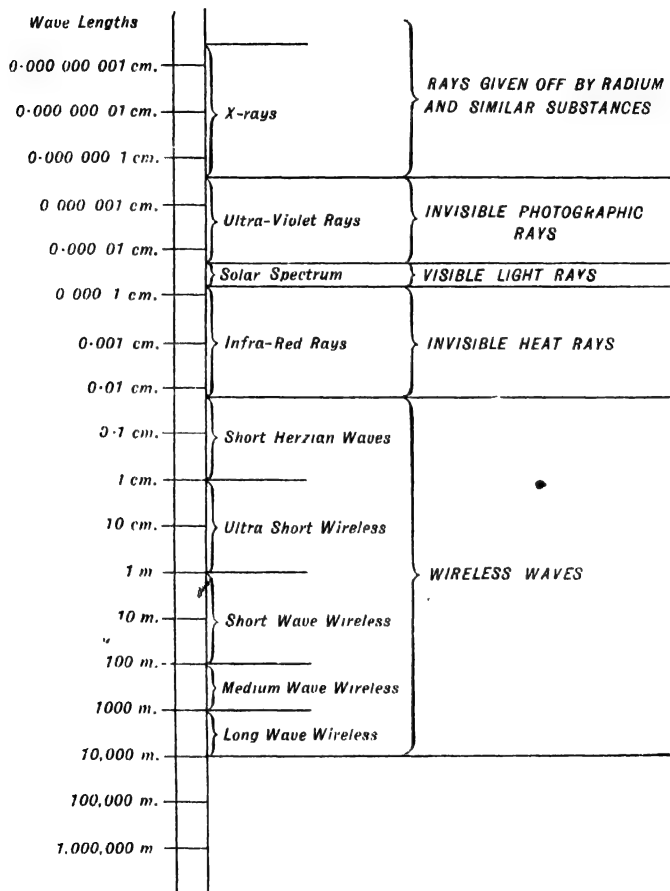 Wave Lengths
0·000 000 001 cm.
RAYS GIVEN OFF BY RADIUM
AND SIMILAR SUBSTANCES
0·000 000 01 cm.
X-rays
0·000 000 1 cm.
0 000 001 cm.
Ultra-Violet Rays
INVISIBLE PHOTOGRAPHIC
RAYS
0·000 01 cm.
Solar Spectrum
VISIBLE LIGHT RAYS
0 000 1 cm.
0·001 cm.
Infra-Red Rays
INVISIBLE HEAT RAYS
0·01 cm.
0·1 cm.
Short Herzian Waves
1 cm.
10 cm.
Ultra Short Wireless
1 m
WIRELESS WAVES
10 m.
Short Wave Wireless
100 m.
Medium Wave Wireless
1000 m.
Long Wave Wireless
10,000 m.
100,000 m.
1.000,000 m